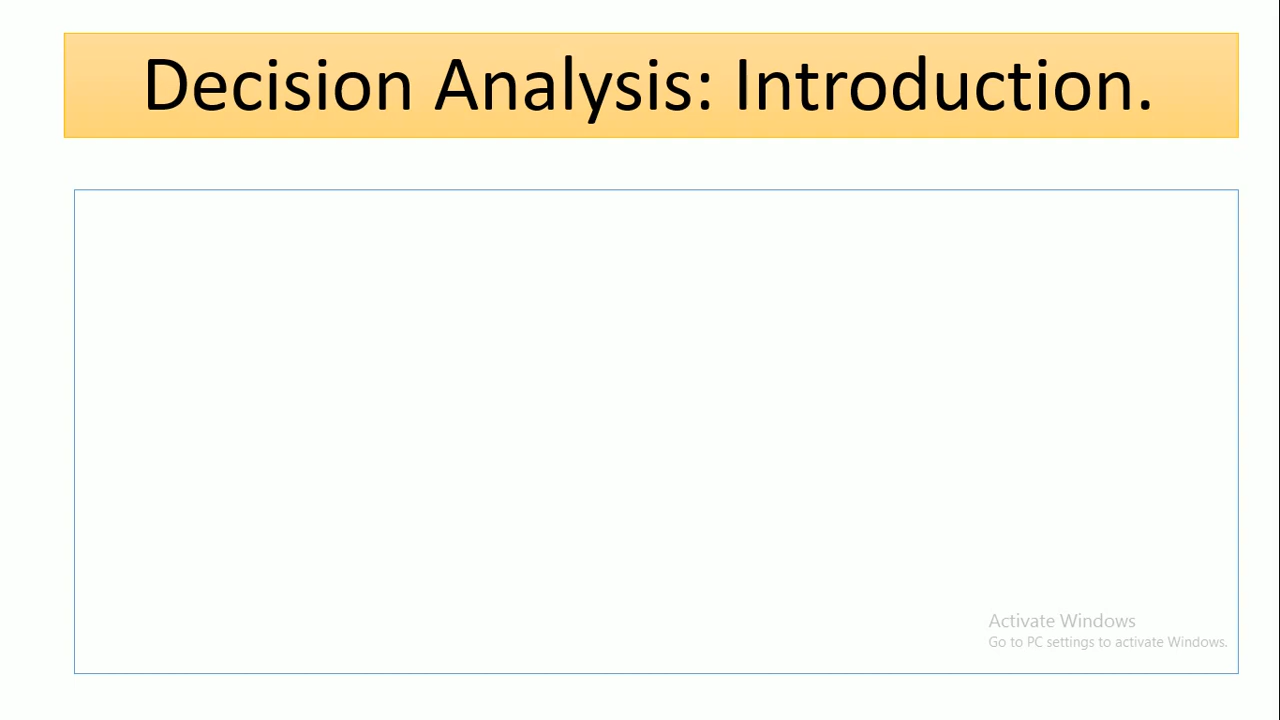 Decision Analysis: Introduction.
Activate Windows
Go to PC settings to activate Windows.